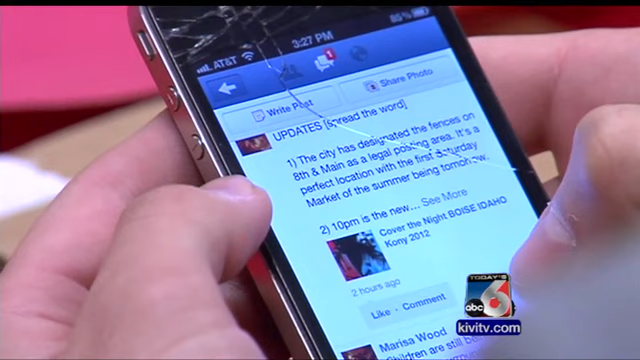 AT&T
3:27 PM
85%
1
Write Post
Share Photo
UPDATES [spread the word]
1) The city has designated the fences on
8th & Main as a legal posting area. It's a
perfect location with the first Saturday
Market of the summer being tomorrow.
2) 10pm is the new... See More
Cover the Night BOISE IDAHO
Kony 2012
2 hours ago
Like · Comment
Marisa Wood
Children are still
TODAY'S
abc 6
kivitv.com